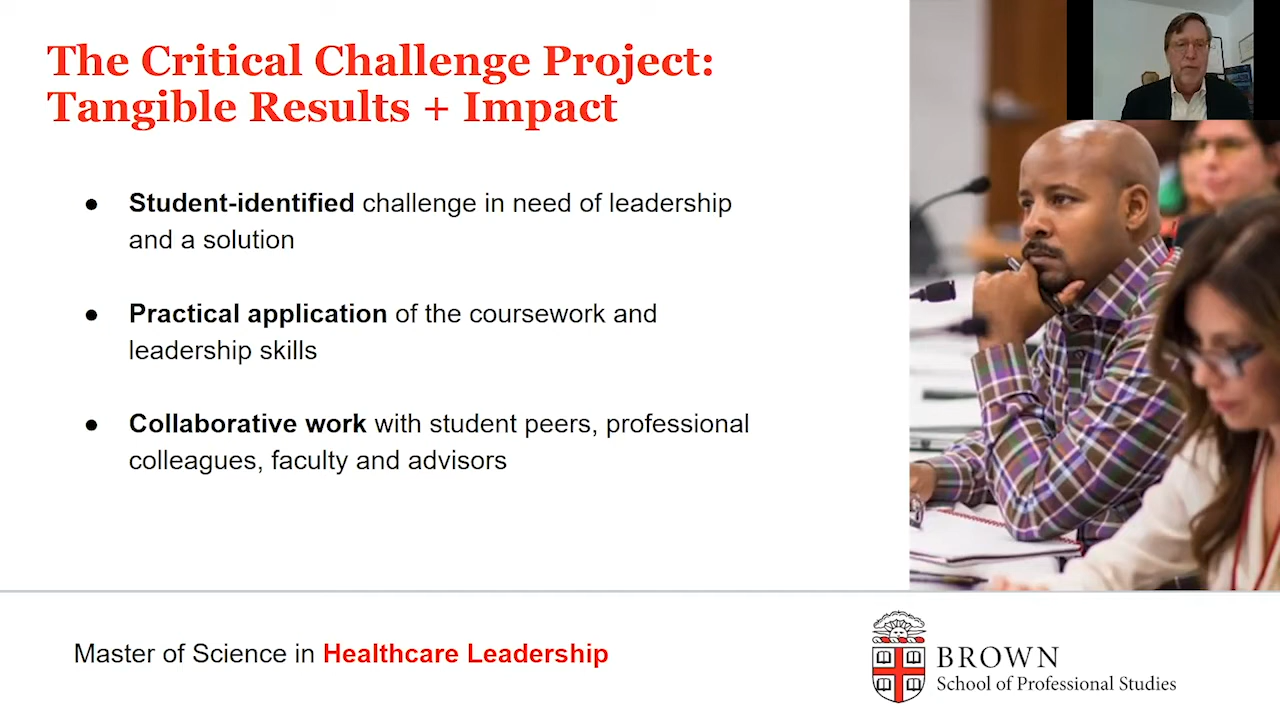 The Critical Challenge Project:
Tangible Results + Impact
● Student-identified challenge in need of leadership
and a solution
● Practical application of the coursework and
leadership skills
● Collaborative work with student peers, professional
colleagues, faculty and advisors
Master of Science in Healthcare Leadership
BROWN
School of Professional Studies